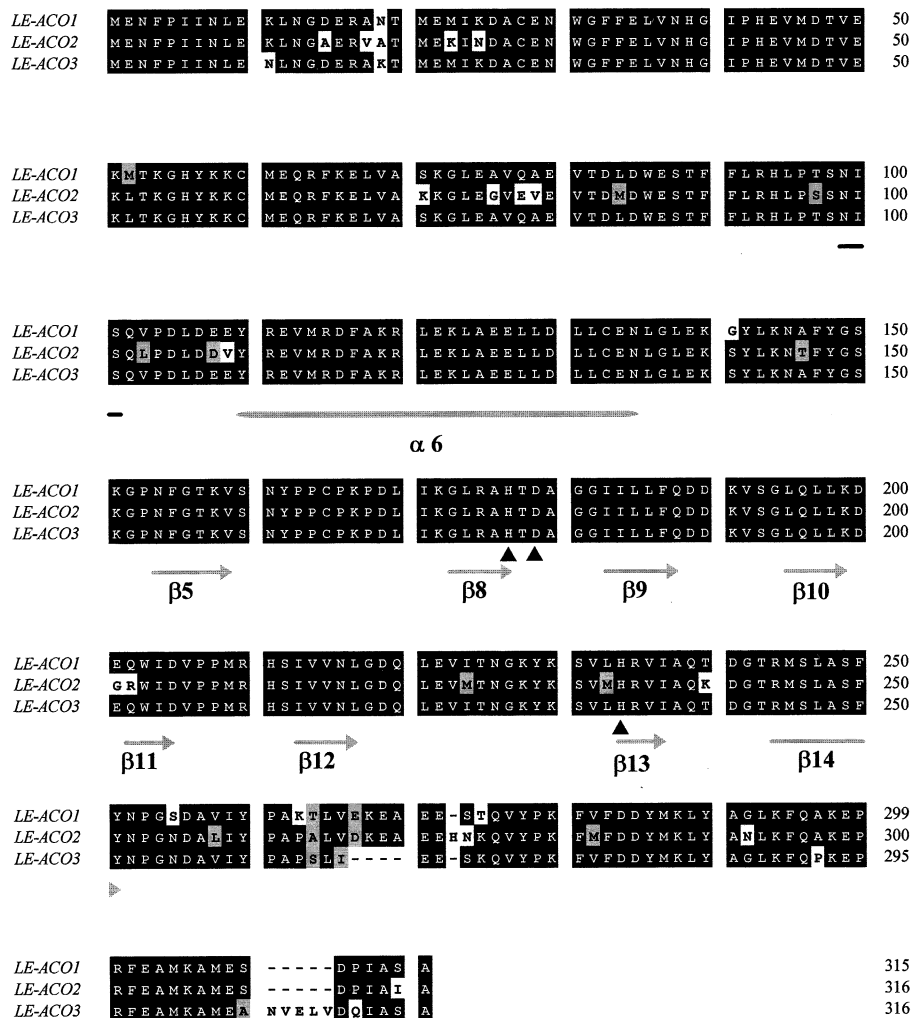 LE-ACO1 MENFPIINLE KLNGDERANT MEMIKDACEN WGFFELVNHG IPHEVMDTVE 50
LE-ACO2 MENFPIINLE KLNGAERVAT MEKINDACEN WGFFELVNHG IPHEVMDTVE 50
LE-ACO3 MENFPIINLE NLNGDERAKT MEMIKDACEN WGFFELVNHG IPHEVMDTVE 50
LE-ACO1 KMTKGHYKKC MEQRFKELVA SKGLEAVQAE VTDLDWESTF FLRHLPTSNI 100
LE-ACO2 KLTKGHYKKC MEQRFKELVA KKGLEGVEVE VTDMDWESTF FLRHLPSSNI 100
LE-ACO3 KLTKGHYKKC MEQRFKELVA SKGLEAVQAE VTDLDWESTF FLRHLPTSNI 100
LE-ACO1 SQVPDLDEEY REVMRDFAKR LEKLAEELLD LLCENLGLEK GYLKNAFYGS 150
LE-ACO2 SQLPDLDDVY REVMRDFAKR LEKLAEELLD LLCENLGLEK SYLKNTFYGS 150
LE-ACO3 SQVPDLDEEY REVMRDFAKR LEKLAEELLD LLCENLGLEK SYLKNAFYGS 150
α 6
LE-ACO1 KGPNFGTKVS NYPPCPKPDL IKGLRAHTDA GGIILLFQDD KVSGLQLLKD 200
LE-ACO2 KGPNFGTKVS NYPPCPKPDL IKGLRAHTDA GGIILLFQDD KVSGLQLLKD 200
LE-ACO3 KGPNFGTKVS NYPPCPKPDL IKGLRAHTDA GGIILLFQDD KVSGLQLLKD 200
β5 β8 β9 β10
LE-ACO1 EQWIDVPPMR HSIVVNLGDQ LEVITNGKYK SVLHRVIAQT DGTRMSLASF 250
LE-ACO2 GRWIDVPPMR HSIVVNLGDQ LEVMTNGKYK SVMHRVIAQK DGTRMSLASF 250
LE-ACO3 EQWIDVPPMR HSIVVNLGDQ LEVITNGKYK SVLHRVIAQT DGTRMSLASF 250
β11 β12 β13 β14
LE-ACO1 YNPGSDAVIY PAKTLVEKEA EE-STQVYPK FVFDDYMKLY AGLKFQAKEP 299
LE-ACO2 YNPGNDALIY PAPALVDKEA EEHNKQVYPK FMFDDYMKLY ANLKFQAKEP 300
LE-ACO3 YNPGNDAVIY PAPSLI---- EE-SKQVYPK FVFDDYMKLY AGLKFQPKEP 295
LE-ACO1 RFEAMKAMES -----DPIAS A 315
LE-ACO2 RFEAMKAMES -----DPIAI A 316
LE-ACO3 RFEAMKAMEA NVELVDQIAS A 316